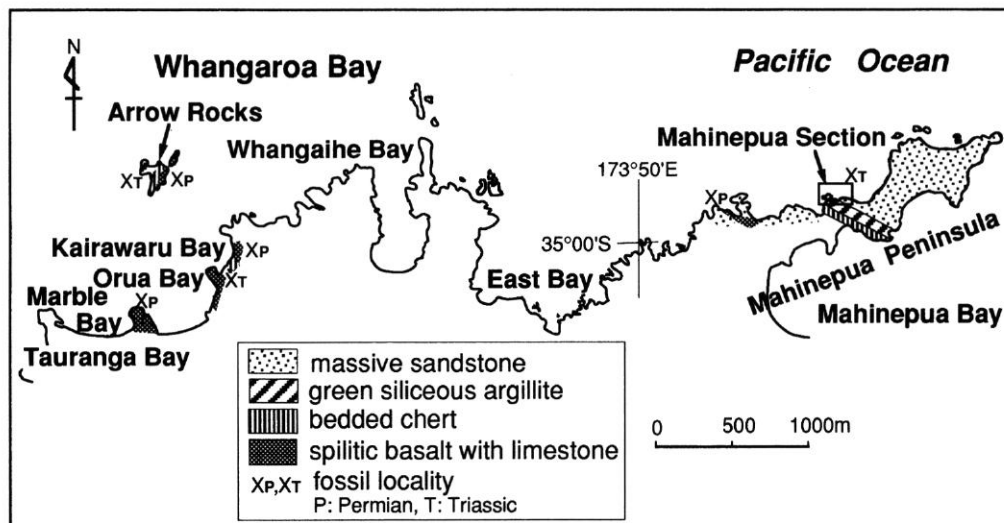 N
Whangaroa Bay
Pacific Ocean
Arrow Rocks
Mahinepua Section
Whangaihe Bay
173°50'E
XT
XT
XP
XP
35°00'S
Kairawaru Bay
XP
Orua Bay
XT
East Bay
Marble Bay
XP
Mahinepua Peninsula
Mahinepua Bay
Tauranga Bay
massive sandstone
green siliceous argillite
bedded chert
spilitic basalt with limestone
XP,XT fossil locality
P: Permian, T: Triassic
0 500 1000m